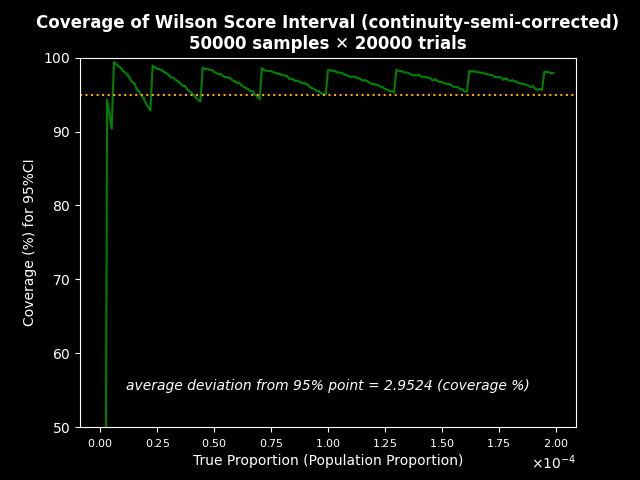 Coverage of Wilson Score Interval (continuity-semi-corrected)
50000 samples × 20000 trials
Coverage (%) for 95%CI
100
90
80
70
60
50
average deviation from 95% point = 2.9524 (coverage %)
0.00 0.25 0.50 0.75 1.00 1.25 1.50 1.75 2.00
True Proportion (Population Proportion)
×10⁻⁴